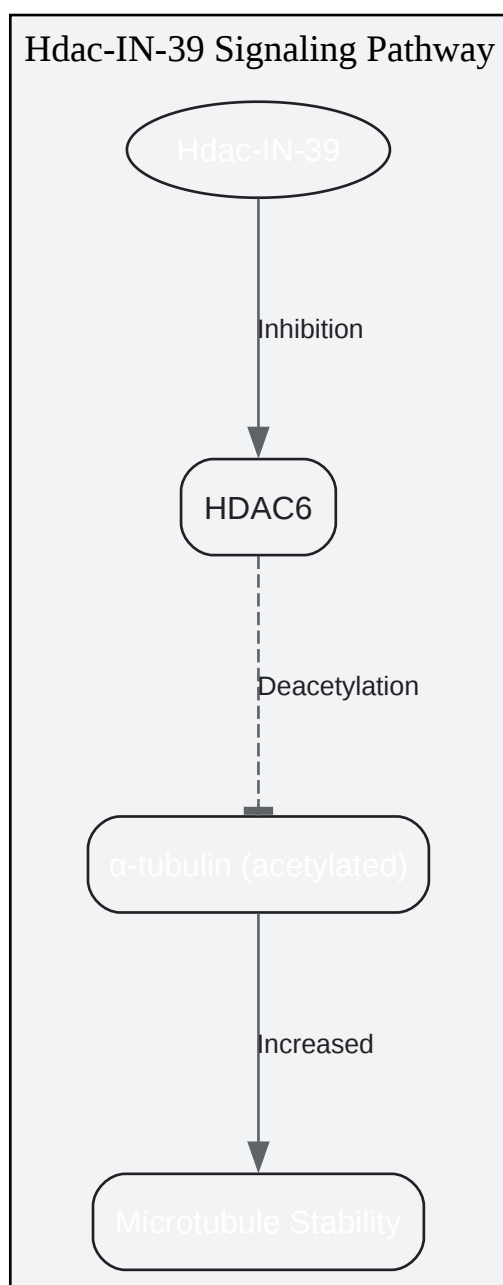 Hdac-IN-39 Signaling Pathway
Hdac-IN-39
Inhibition
HDAC6
Deacetylation
α-tubulin (acetylated)
Increased
Microtubule Stability